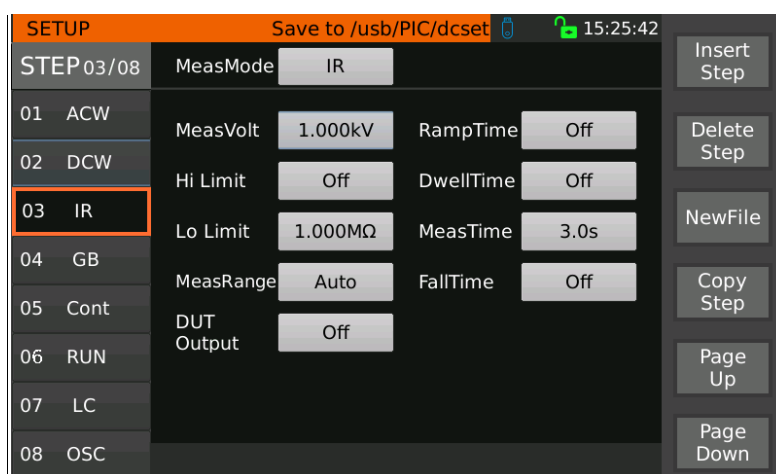 SETUP
Save to /usb/PIC/dcset
15:25:42
STEP 03/08
MeasMode IR
01 ACW
02 DCW
03 IR
04 GB
05 Cont
06 RUN
07 LC
08 OSC
MeasVolt 1.000kV RampTime Off
Hi Limit Off DwellTime Off
Lo Limit 1.000MΩ MeasTime 3.0s
MeasRange Auto FallTime Off
DUT
Output Off
Insert
Step
Delete
Step
NewFile
Copy
Step
Page
Up
Page
Down